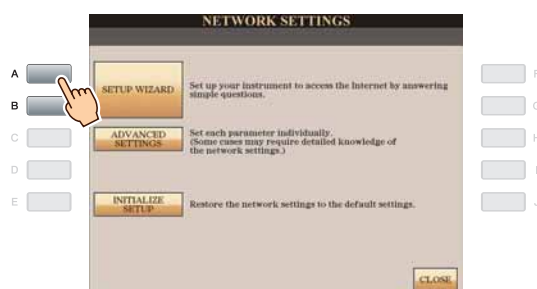 NETWORK SETTINGS
A
B
C
D
E
SETUP WIZARD
Set up your instrument to access the Internet by answering
simple questions.
ADVANCED
SETTINGS
Set each parameter individually.
(Some cases may require detailed knowledge of
the network settings.)
INITIALIZE
SETUP
Restore the network settings to the default settings.
CLOSE